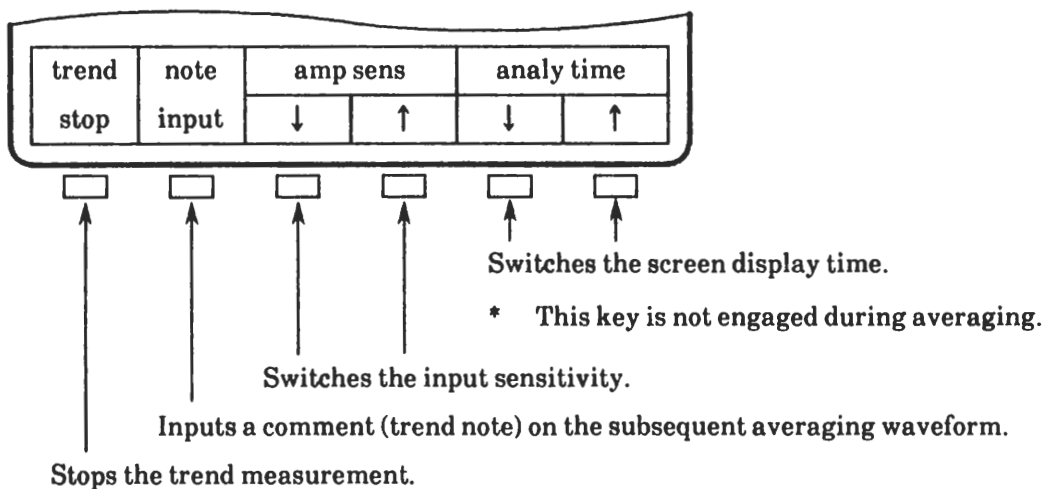 trend note amp sens analy time
stop input ↓ ↑ ↓ ↑
Switches the screen display time.
* This key is not engaged during averaging.
Switches the input sensitivity.
Inputs a comment (trend note) on the subsequent averaging waveform.
Stops the trend measurement.